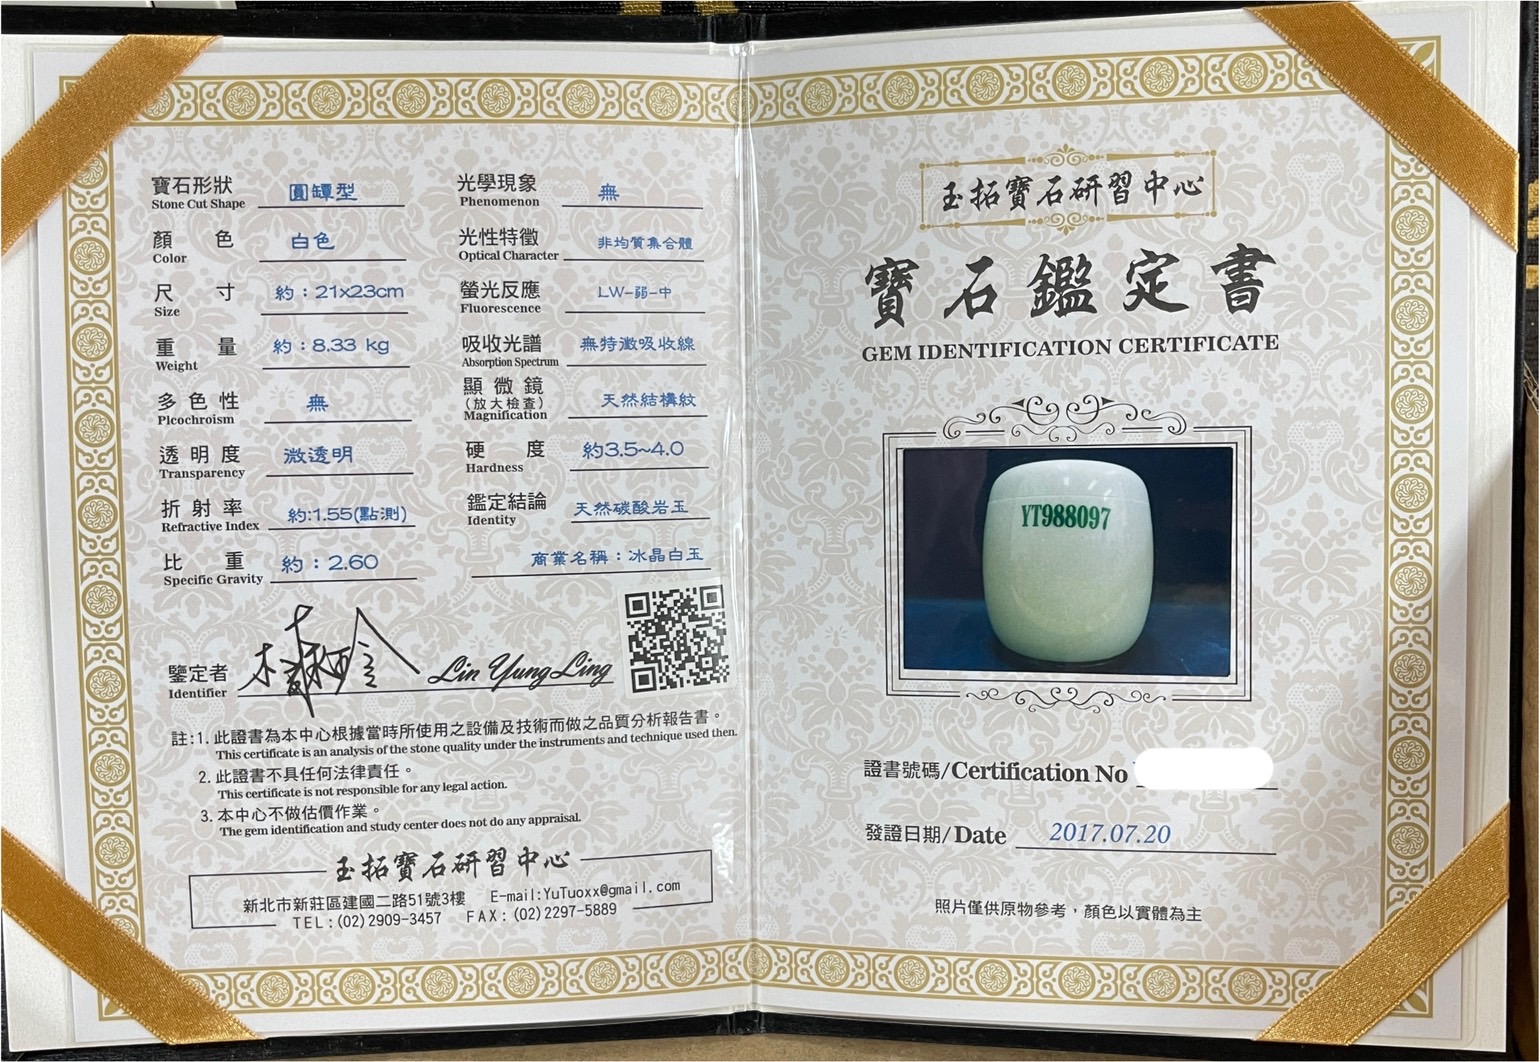 寶石形狀 圓罈型
Stone Cut Shape
顏色 白色
Color
尺寸 約：21x23cm
Size
重量 約：8.33 kg
Weight
多色性 無
Plcochroism
透明度 微透明
Transparency
折射率 約:1.55(點測)
Refractive Index
比重 約：2.60
Specific Gravity
光學現象 無
Phenomenon
光性特徵 非均質集合體
Optical Character
螢光反應 LW-弱-中
Fluorescence
吸收光譜 無特徵吸收線
Absorption Spectrum
顯微鏡 天然結構紋
(放大檢查)
Magnification
硬度 約3.5~4.0
Hardness
鑑定結論 天然碳酸岩玉
Identity
商業名稱：冰晶白玉
鑒定者 Lin Yung Ling
Identifier
註:1. 此證書為本中心根據當時所使用之設備及技術而做之品質分析報告書。
This certificate is an analysis of the stone quality under the instruments and technique used then.
2. 此證書不具任何法律責任。
This certificate is not responsible for any legal action.
3. 本中心不做估價作業。
The gem identification and study center does not do any appraisal.
玉拓寶石研習中心
新北市新莊區建國二路51號3樓 E-mail:YuTuoxx@gmail.com
TEL:(02)2909-3457 FAX:(02)2297-5889
玉拓寶石研習中心
寶石鑑定書
GEM IDENTIFICATION CERTIFICATE
YT988097
證書號碼/Certification No
發證日期/Date 2017.07.20
照片僅供原物參考，顏色以實體為主